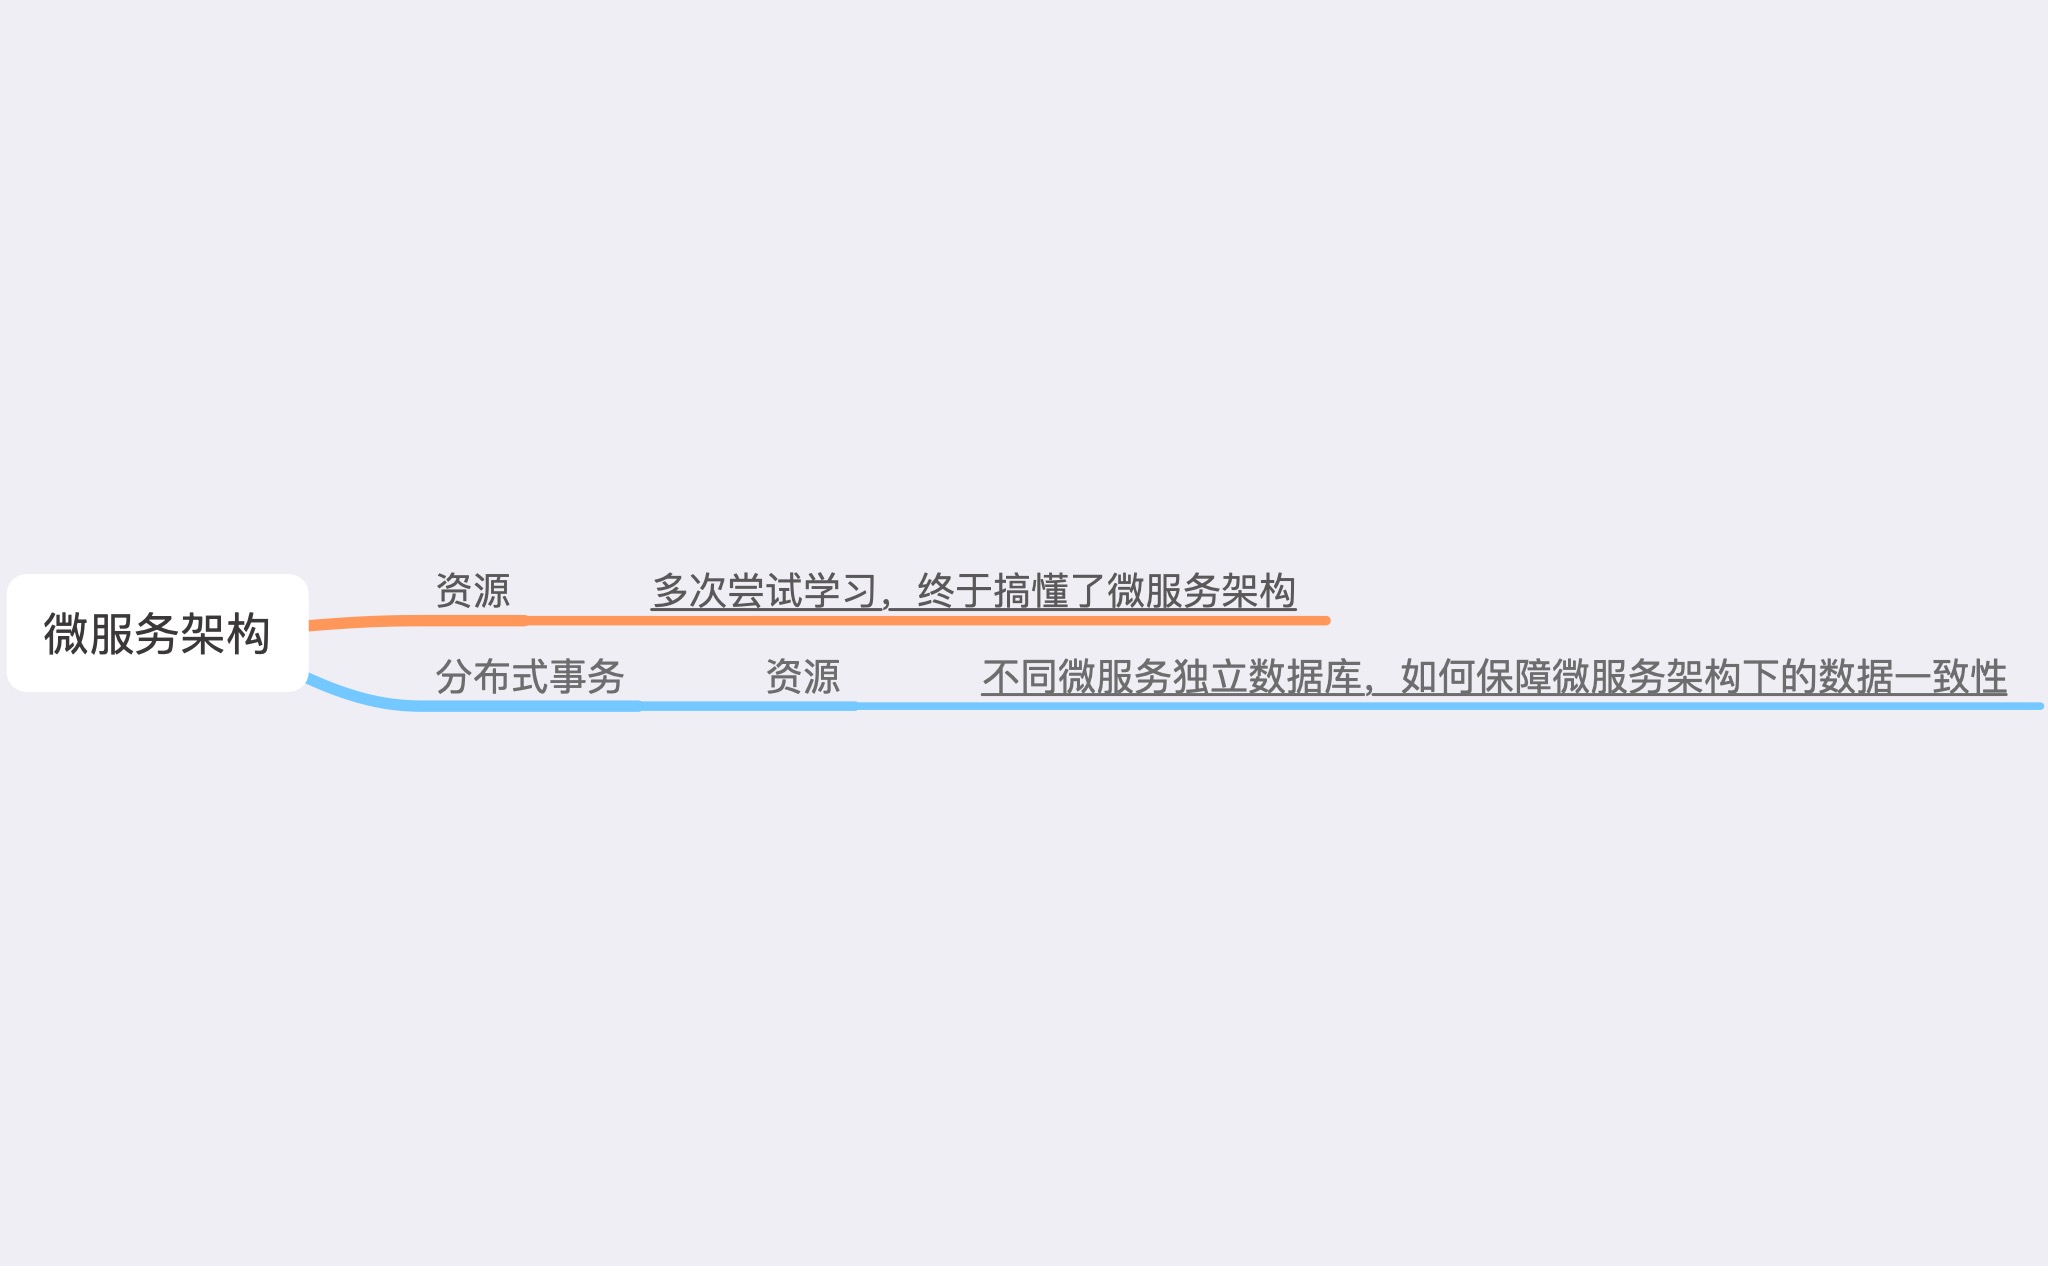 微服务架构
资源
多次尝试学习，终于搞懂了微服务架构
分布式事务
资源
不同微服务独立数据库，如何保障微服务架构下的数据一致性